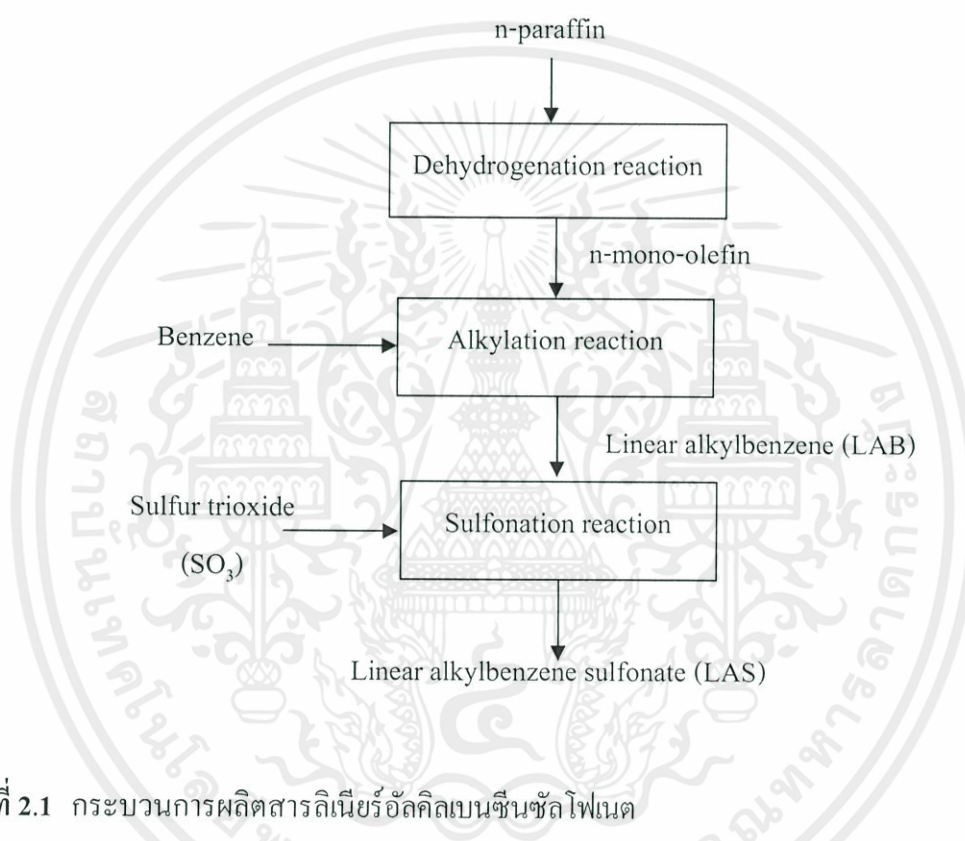 n-paraffin
Dehydrogenation reaction
n-mono-olefin
Benzene
Alkylation reaction
Linear alkylbenzene (LAB)
Sulfur trioxide
(SO₃)
Sulfonation reaction
Linear alkylbenzene sulfonate (LAS)
ที่ 2.1 กระบวนการผลิตสารลิเนียร์อัลคิลเบนซีนซัลโฟเนต